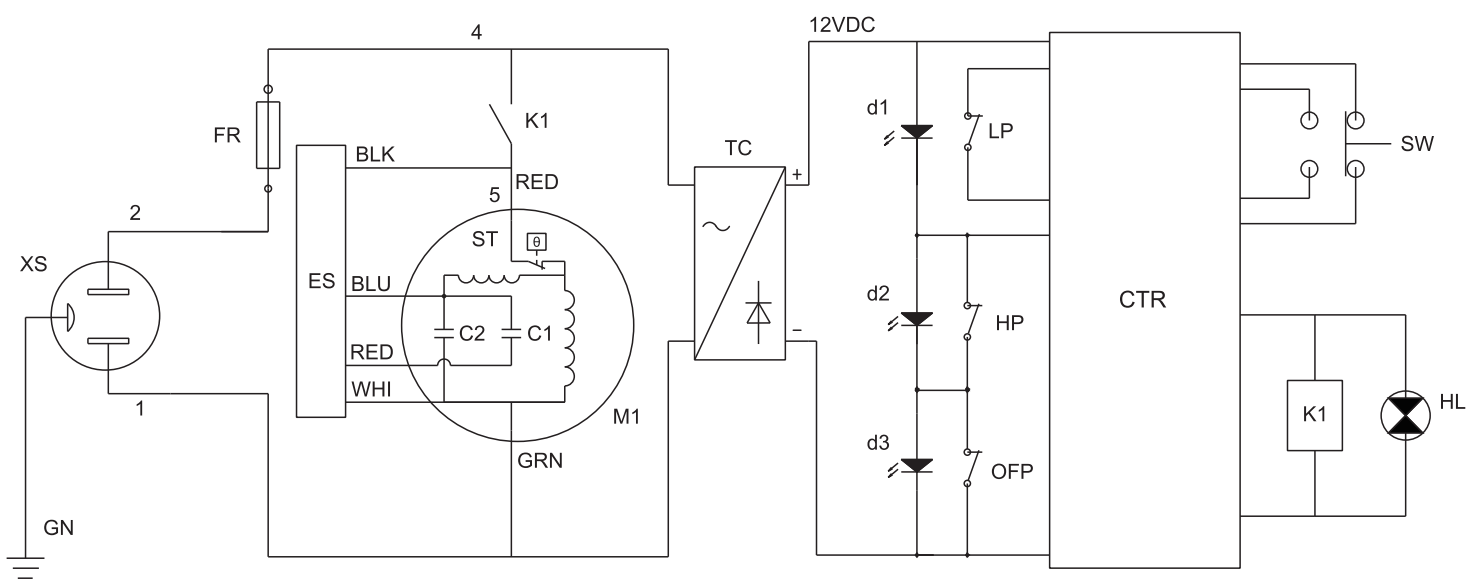 4
12VDC
FR
K1
d1
LP
SW
BLK
TC
RED
+
2
5
ST
θ
XS
ES
BLU
d2
HP
CTR
C2
C1
−
RED
WHI
1
M1
K1
HL
d3
OFP
GRN
GN